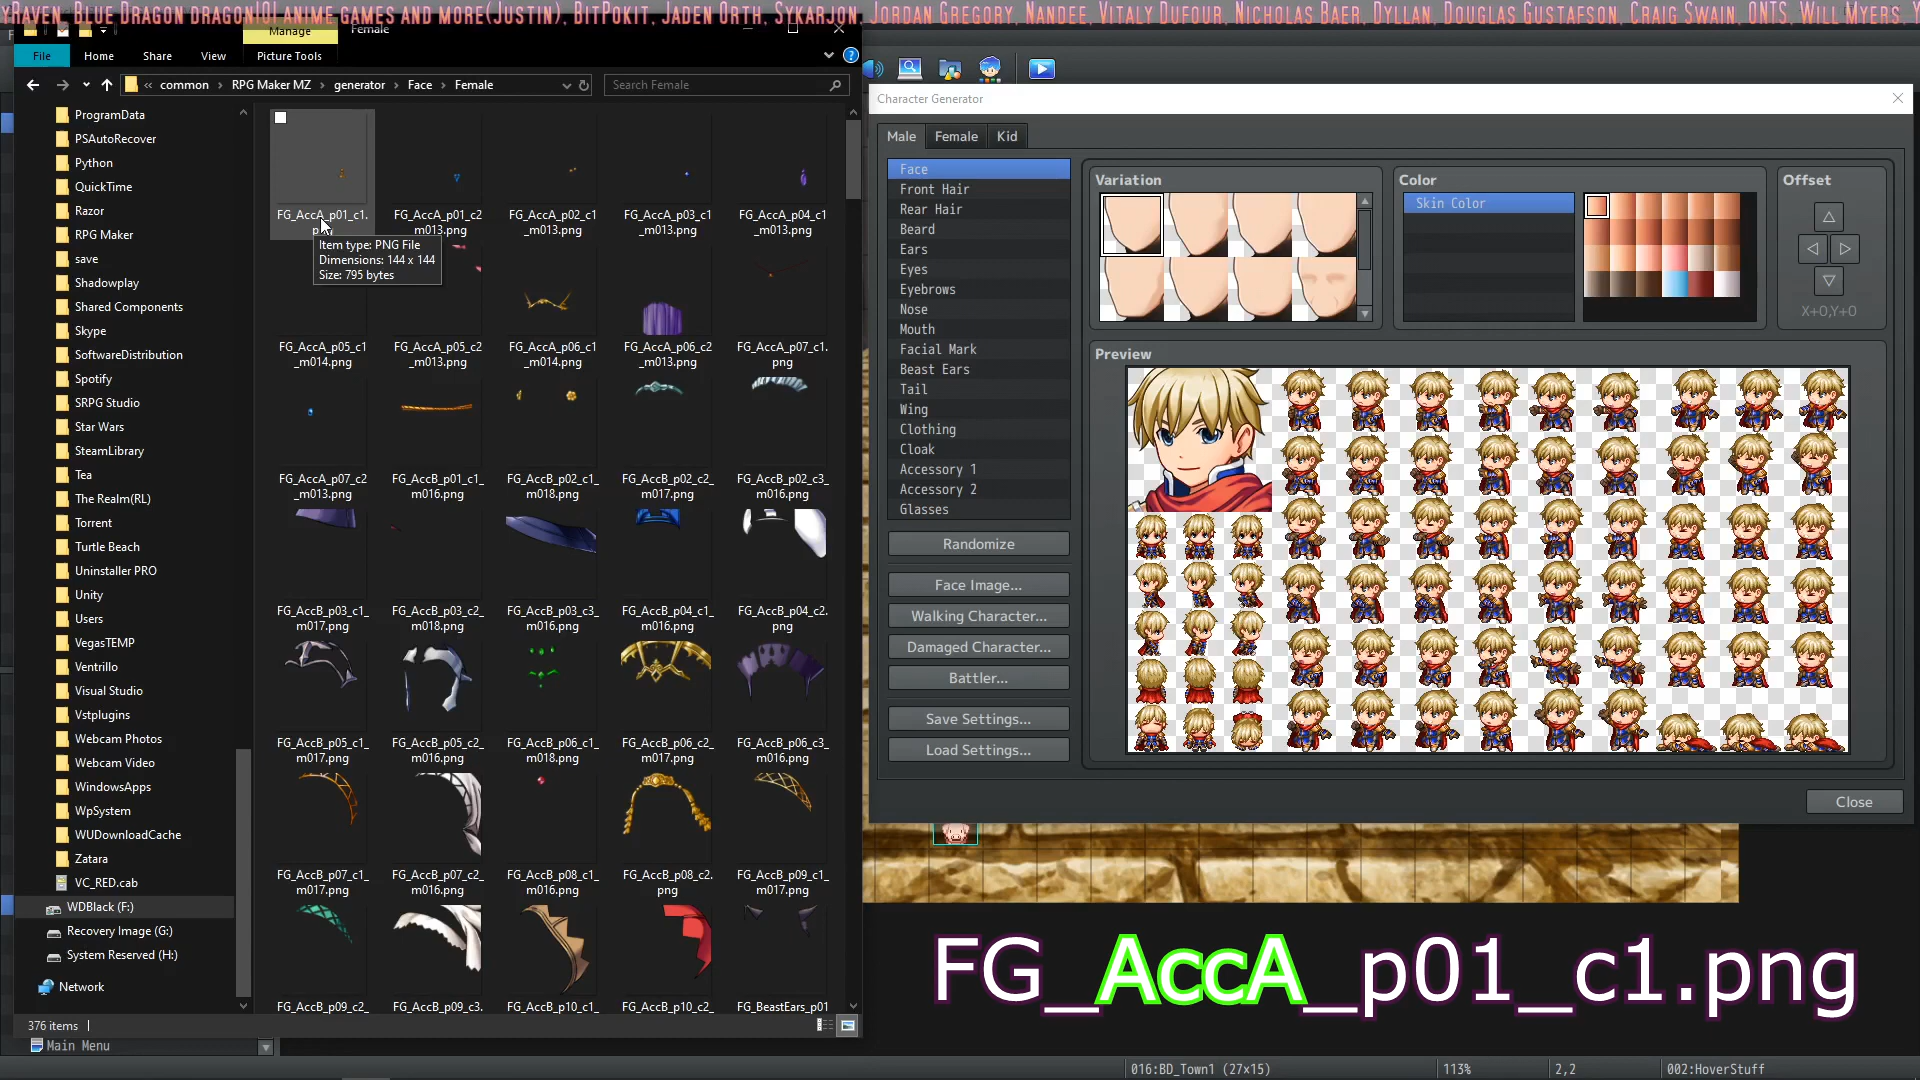 yRaven, Blue Dragon dragon101anime games and more(Justin), BitPokit, Jaden Orth, Sykarjon, Jordan Gregory, Nandee, Vitaly Dufour, Nicholas Baer, Dyllan, Douglas Gustafson, Craig Swain, ONTS, Will Myers,
Manage
Female
File
Home
Share
View
Picture Tools
« common > RPG Maker MZ > generator > Face > Female
Search Female
ProgramData
PSAutoRecover
Python
QuickTime
Razor
RPG Maker
save
Shadowplay
Shared Components
Skype
SoftwareDistribution
Spotify
SRPG Studio
Star Wars
SteamLibrary
Tea
The Realm(RL)
Torrent
Turtle Beach
Uninstaller PRO
Unity
Users
VegasTEMP
Ventrillo
Visual Studio
Vstplugins
Webcam Photos
Webcam Video
WindowsApps
WpSystem
WUDownloadCache
Zatara
VC_RED.cab
WDBlack (F:)
Recovery Image (G:)
System Reserved (H:)
Network
376 items
Main Menu
FG_AccA_p01_c1.
FG_AccA_p01_c2
_m013.png
FG_AccA_p02_c1
_m013.png
FG_AccA_p03_c1
_m013.png
FG_AccA_p04_c1
_m013.png
Item type: PNG File
Dimensions: 144 x 144
Size: 795 bytes
FG_AccA_p05_c1
_m014.png
FG_AccA_p05_c2
_m013.png
FG_AccA_p06_c1
_m014.png
FG_AccA_p06_c2
_m013.png
FG_AccA_p07_c1.
png
FG_AccA_p07_c2
_m013.png
FG_AccB_p01_c1_
m016.png
FG_AccB_p02_c1_
m018.png
FG_AccB_p02_c2_
m017.png
FG_AccB_p02_c3_
m016.png
FG_AccB_p03_c1_
m017.png
FG_AccB_p03_c2_
m018.png
FG_AccB_p03_c3_
m016.png
FG_AccB_p04_c1_
m016.png
FG_AccB_p04_c2.
png
FG_AccB_p05_c1_
m017.png
FG_AccB_p05_c2_
m016.png
FG_AccB_p06_c1_
m018.png
FG_AccB_p06_c2_
m017.png
FG_AccB_p06_c3_
m016.png
FG_AccB_p07_c1_
m017.png
FG_AccB_p07_c2_
m016.png
FG_AccB_p08_c1_
m016.png
FG_AccB_p08_c2.
png
FG_AccB_p09_c1_
m017.png
FG_AccB_p09_c2_
FG_AccB_p09_c3.
FG_AccB_p10_c1_
FG_AccB_p10_c2_
FG_BeastEars_p01
Character Generator
Male
Female
Kid
Face
Front Hair
Rear Hair
Beard
Ears
Eyes
Eyebrows
Nose
Mouth
Facial Mark
Beast Ears
Tail
Wing
Clothing
Cloak
Accessory 1
Accessory 2
Glasses
Randomize
Face Image...
Walking Character...
Damaged Character...
Battler...
Save Settings...
Load Settings...
Variation
Color
Skin Color
Offset
X+0,Y+0
Preview
Close
FG_AccA_p01_c1.png
016:BD_Town1 (27×15)
113%
2,2
002:HoverStuff